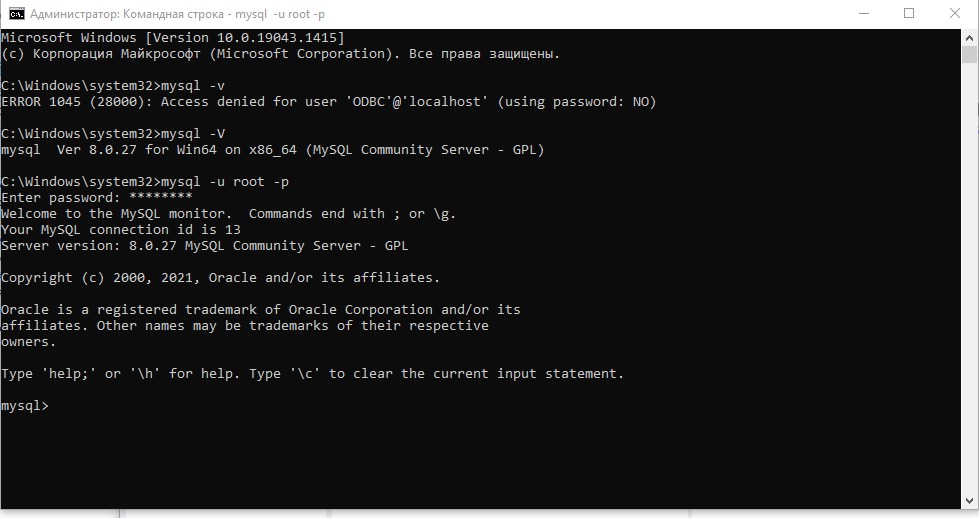 Администратор: Командная строка - mysql  -u root -p
Microsoft Windows [Version 10.0.19043.1415]
(c) Корпорация Майкрософт (Microsoft Corporation). Все права защищены.
C:\Windows\system32>mysql -v
ERROR 1045 (28000): Access denied for user 'ODBC'@'localhost' (using password: NO)
C:\Windows\system32>mysql -V
mysql  Ver 8.0.27 for Win64 on x86_64 (MySQL Community Server - GPL)
C:\Windows\system32>mysql -u root -p
Enter password: ********
Welcome to the MySQL monitor.  Commands end with ; or \g.
Your MySQL connection id is 13
Server version: 8.0.27 MySQL Community Server - GPL
Copyright (c) 2000, 2021, Oracle and/or its affiliates.
Oracle is a registered trademark of Oracle Corporation and/or its
affiliates. Other names may be trademarks of their respective
owners.
Type 'help;' or '\h' for help. Type '\c' to clear the current input statement.
mysql>